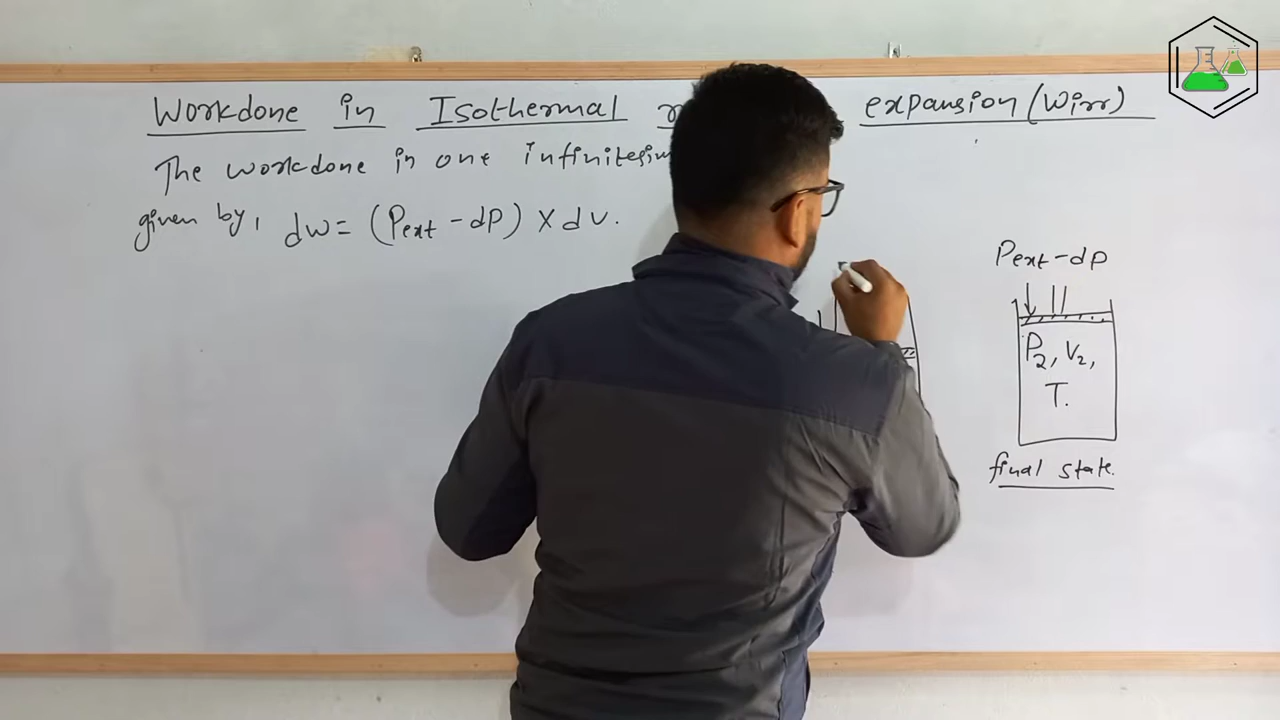 Workdone in Isothermal expansion (Wirr)
The workdone in one
given by, dw = (Pext - dP) X dv.
Pext - dp
P2, V2,
T.
final state.